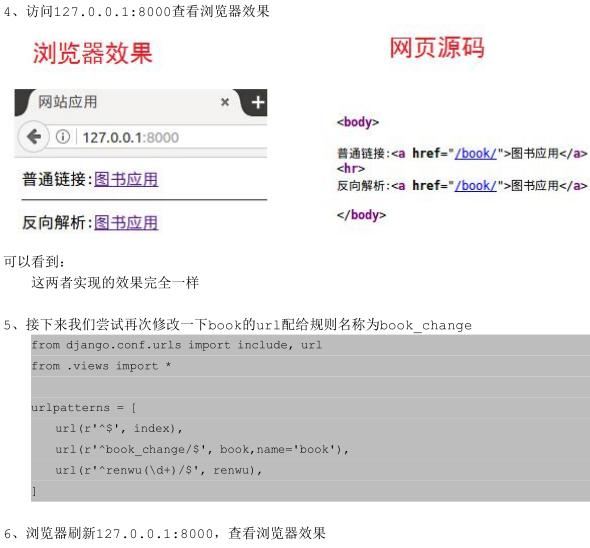 4、访问127.0.0.1:8000查看浏览器效果
浏览器效果
网页源码
网站应用 × +
127.0.0.1:8000
普通链接:图书应用
反向解析:图书应用
<body>
普通链接:<a href="/book/">图书应用</a>
<hr>
反向解析:<a href="/book/">图书应用</a>
</body>
可以看到:
这两者实现的效果完全一样
5、接下来我们尝试再次修改一下book的url配给规则名称为book_change
from django.conf.urls import include, url
from .views import *
urlpatterns = [
url(r'^$', index),
url(r'^book_change/$', book,name='book'),
url(r'^renwu(\d+)/$', renwu),
]
6、浏览器刷新127.0.0.1:8000，查看浏览器效果